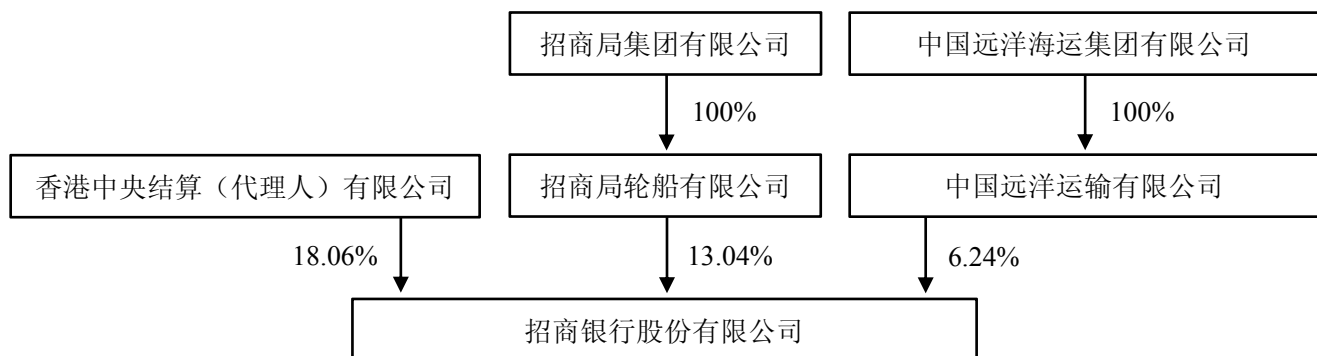 招商局集团有限公司
中国远洋海运集团有限公司
100%
100%
香港中央结算（代理人）有限公司
招商局轮船有限公司
中国远洋运输有限公司
18.06%
13.04%
6.24%
招商银行股份有限公司